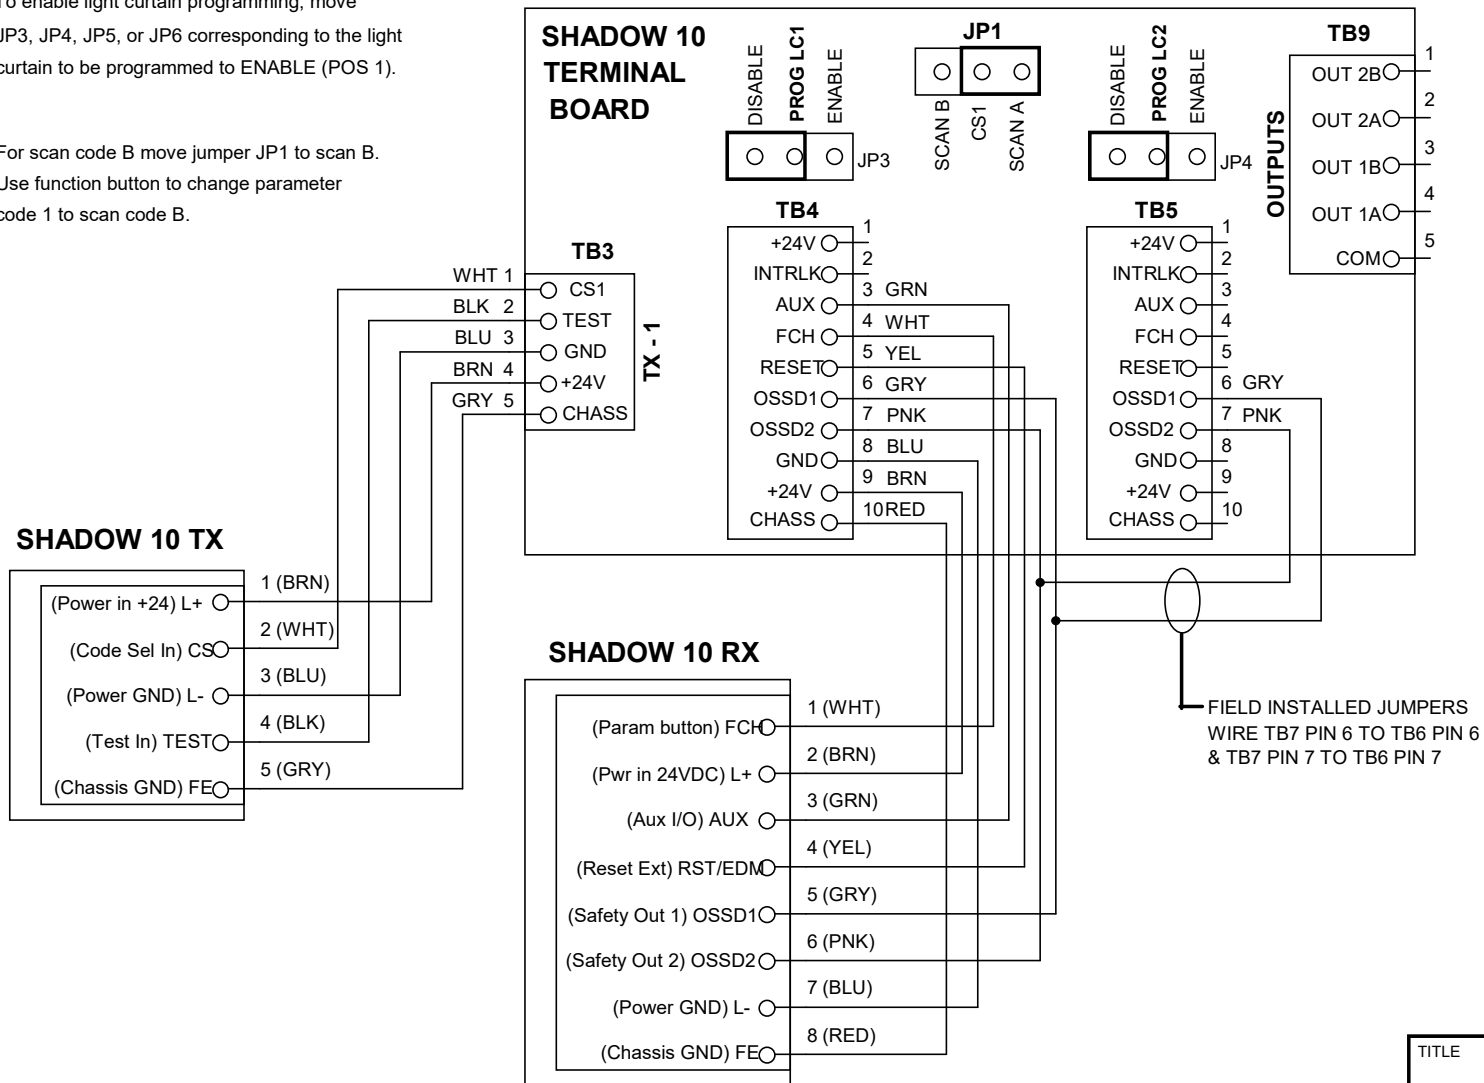 To enable light curtain programming, move
JP3, JP4, JP5, or JP6 corresponding to the light
curtain to be programmed to ENABLE (POS 1).
For scan code B move jumper JP1 to scan B.
Use function button to change parameter
code 1 to scan code B.
SHADOW 10
TERMINAL
BOARD
DISABLE
PROG LC1
ENABLE
JP3
JP1
SCAN B
CS1
SCAN A
DISABLE
PROG LC2
ENABLE
JP4
TB9
OUTPUTS
OUT 2B 1
OUT 2A 2
OUT 1B 3
OUT 1A 4
COM 5
TB3
TX - 1
WHT 1 CS1
BLK 2 TEST
BLU 3 GND
BRN 4 +24V
GRY 5 CHASS
TB4
+24V 1
INTRLK 2
AUX 3 GRN
FCH 4 WHT
RESET 5 YEL
OSSD1 6 GRY
OSSD2 7 PNK
GND 8 BLU
+24V 9 BRN
CHASS 10 RED
TB5
+24V 1
INTRLK 2
AUX 3
FCH 4
RESET 5
OSSD1 6 GRY
OSSD2 7 PNK
GND 8
+24V 9
CHASS 10
SHADOW 10 TX
(Power in +24) L+ 1 (BRN)
(Code Sel In) CS 2 (WHT)
(Power GND) L- 3 (BLU)
(Test In) TEST 4 (BLK)
(Chassis GND) FE 5 (GRY)
SHADOW 10 RX
(Param button) FCH 1 (WHT)
(Pwr in 24VDC) L+ 2 (BRN)
(Aux I/O) AUX 3 (GRN)
(Reset Ext) RST/EDM 4 (YEL)
(Safety Out 1) OSSD1 5 (GRY)
(Safety Out 2) OSSD2 6 (PNK)
(Power GND) L- 7 (BLU)
(Chassis GND) FE 8 (RED)
FIELD INSTALLED JUMPERS
WIRE TB7 PIN 6 TO TB6 PIN 6
& TB7 PIN 7 TO TB6 PIN 7
TITLE